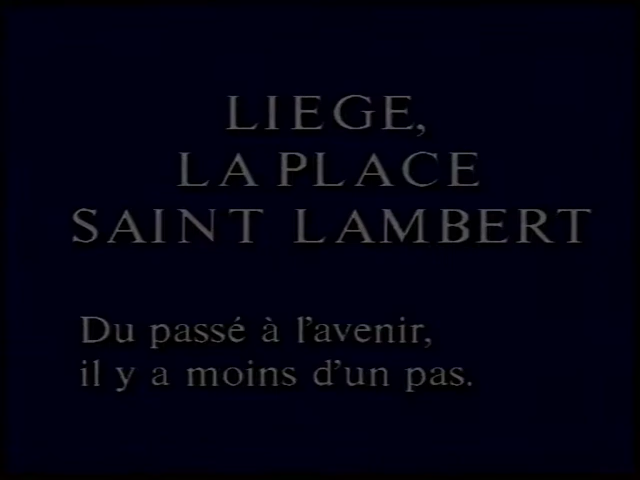 LIEGE,
LA PLACE
SAINT LAMBERT
Du passé à l'avenir,
il y a moins d'un pas.